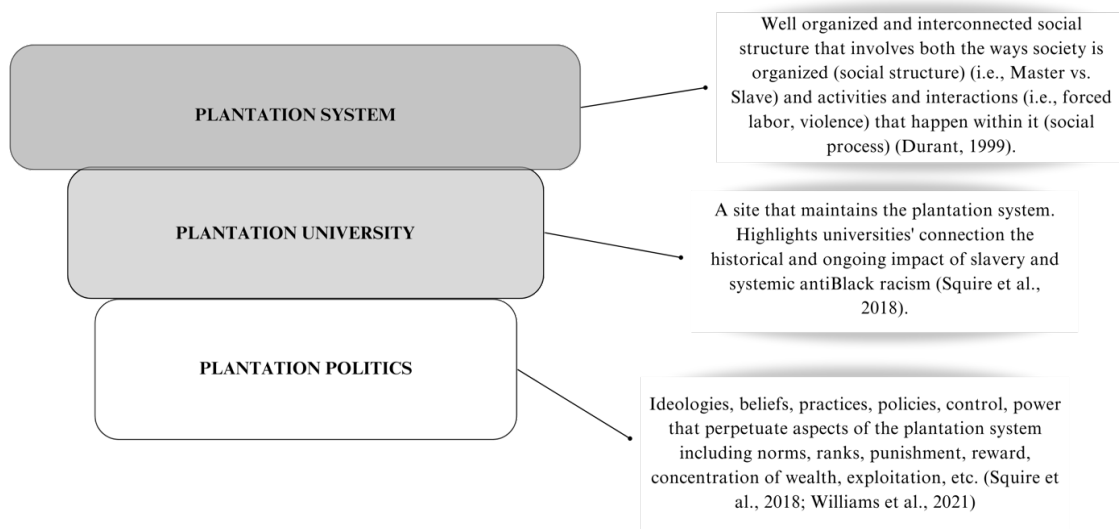 PLANTATION SYSTEM
Well organized and interconnected social
structure that involves both the ways society is
organized (social structure) (i.e., Master vs.
Slave) and activities and interactions (i.e., forced
labor, violence) that happen within it (social
process) (Durant, 1999).
PLANTATION UNIVERSITY
A site that maintains the plantation system.
Highlights universities' connection the
historical and ongoing impact of slavery and
systemic antiBlack racism (Squire et al.,
2018).
PLANTATION POLITICS
Ideologies, beliefs, practices, policies, control, power
that perpetuate aspects of the plantation system
including norms, ranks, punishment, reward,
concentration of wealth, exploitation, etc. (Squire et
al., 2018; Williams et al., 2021)